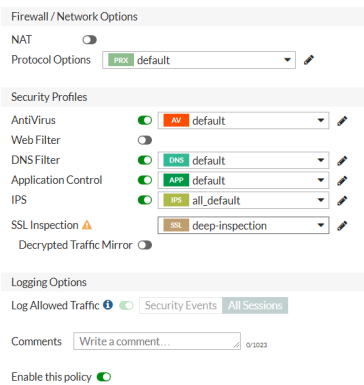 Firewall / Network Options
NAT
Protocol Options PRX default
Security Profiles
AntiVirus AV default
Web Filter
DNS Filter DNS default
Application Control APP default
IPS IPS all_default
SSL Inspection SSL deep-inspection
Decrypted Traffic Mirror
Logging Options
Log Allowed Traffic Security Events All Sessions
Comments Write a comment... 0/1023
Enable this policy